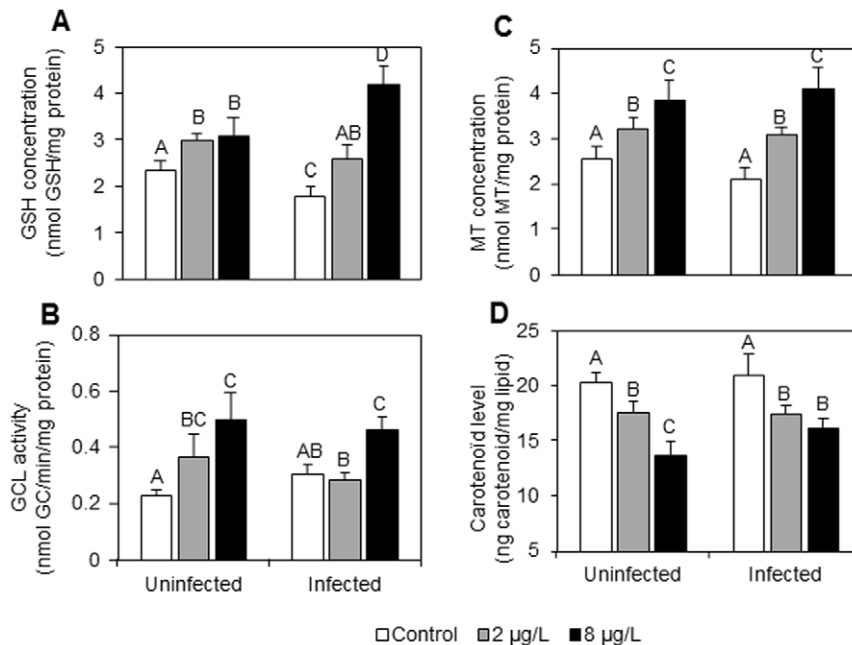 A
GSH concentration
(nmol GSH/mg protein)
5
4
3
2
1
0
A
B
B
C
AB
D
C
MT concentration
(nmol MT/mg protein)
5
4
3
2
1
0
A
B
C
A
B
C
B
GCL activity
(nmol GC/min/mg protein)
0.8
0.6
0.4
0.2
0
A
BC
C
AB
B
C
Uninfected
Infected
D
Carotenoïd level
(ng carotenoid/mg lipid)
25
20
15
10
5
A
B
C
A
B
B
Uninfected
Infected
Control 2 µg/L 8 µg/L